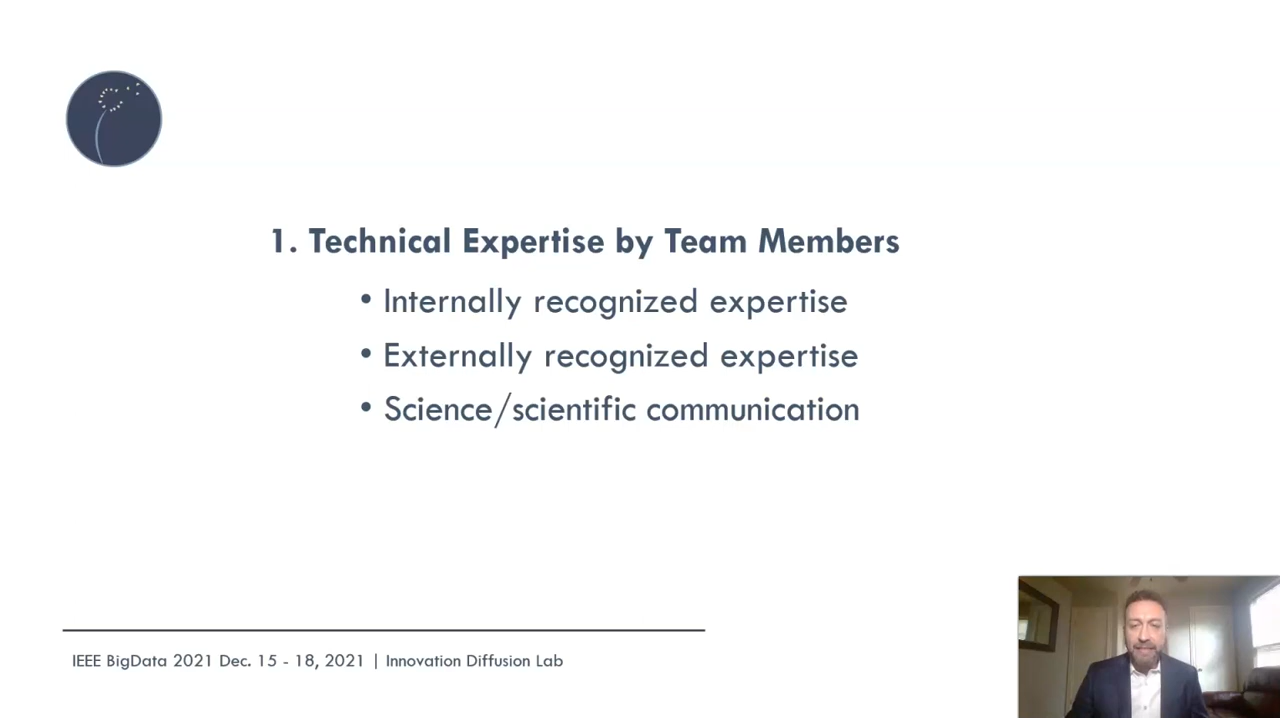 1. Technical Expertise by Team Members
• Internally recognized expertise
• Externally recognized expertise
• Science/scientific communication
IEEE BigData 2021 Dec. 15 - 18, 2021 | Innovation Diffusion Lab